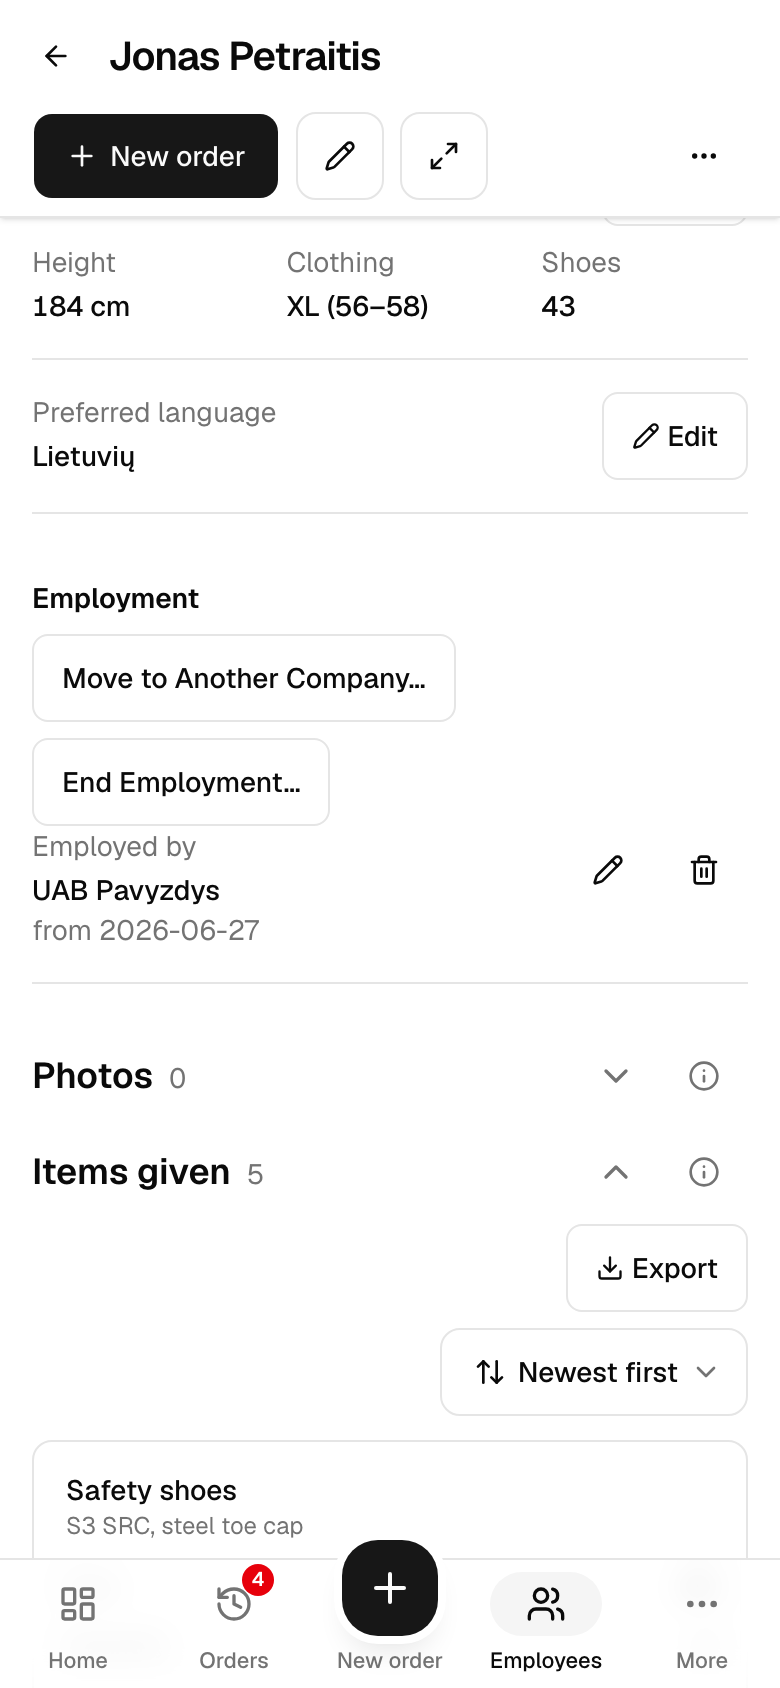 Jonas Petraitis
New order
Height
Clothing
Shoes
184 cm
XL (56–58)
43
Preferred language
Lietuvių
Edit
Employment
Move to Another Company...
End Employment...
Employed by
UAB Pavyzdys
from 2026-06-27
Photos 0
Items given 5
Export
Newest first
Safety shoes
S3 SRC, steel toe cap
4
Home
Orders
New order
Employees
More